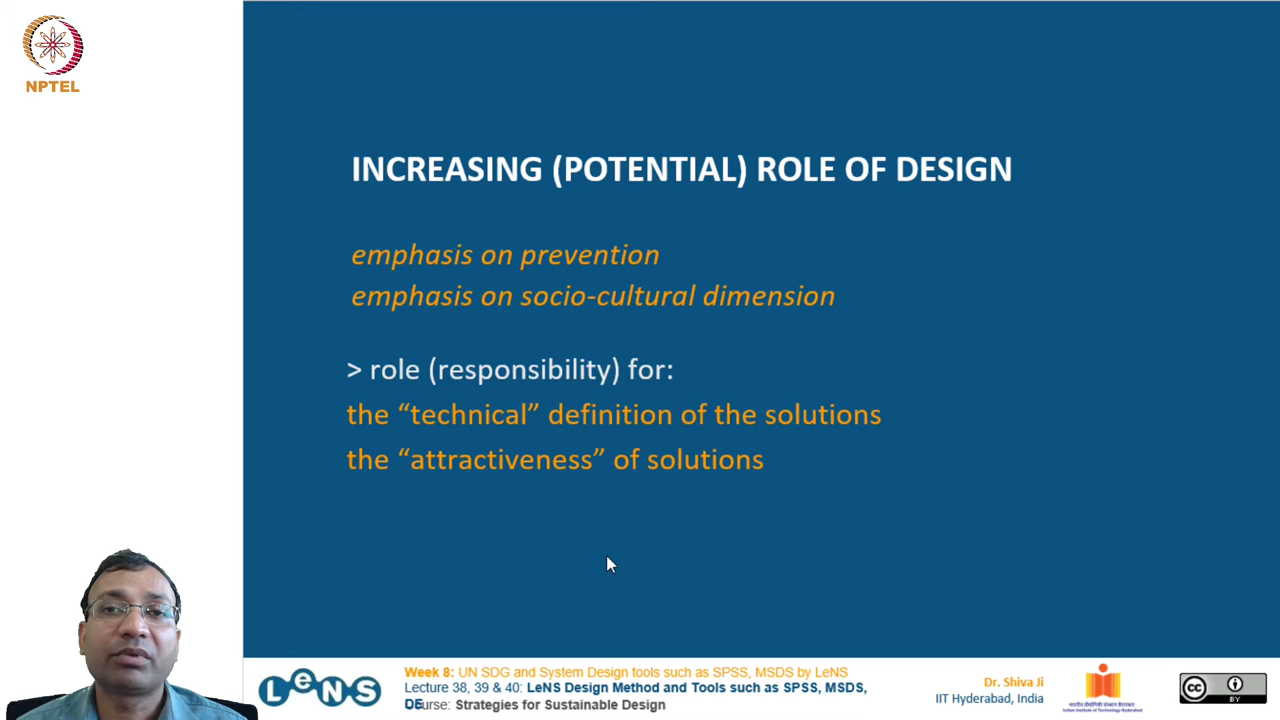 NPTEL
INCREASING (POTENTIAL) ROLE OF DESIGN
emphasis on prevention
emphasis on socio-cultural dimension
> role (responsibility) for:
the “technical” definition of the solutions
the “attractiveness” of solutions
LeNS
Week 8: UN SDG and System Design tools such as SPSS, MSDS by LeNS
Lecture 38, 39 & 40: LeNS Design Method and Tools such as SPSS, MSDS,
Course: Strategies for Sustainable Design
Dr. Shiva Ji
IIT Hyderabad, India
cc
BY